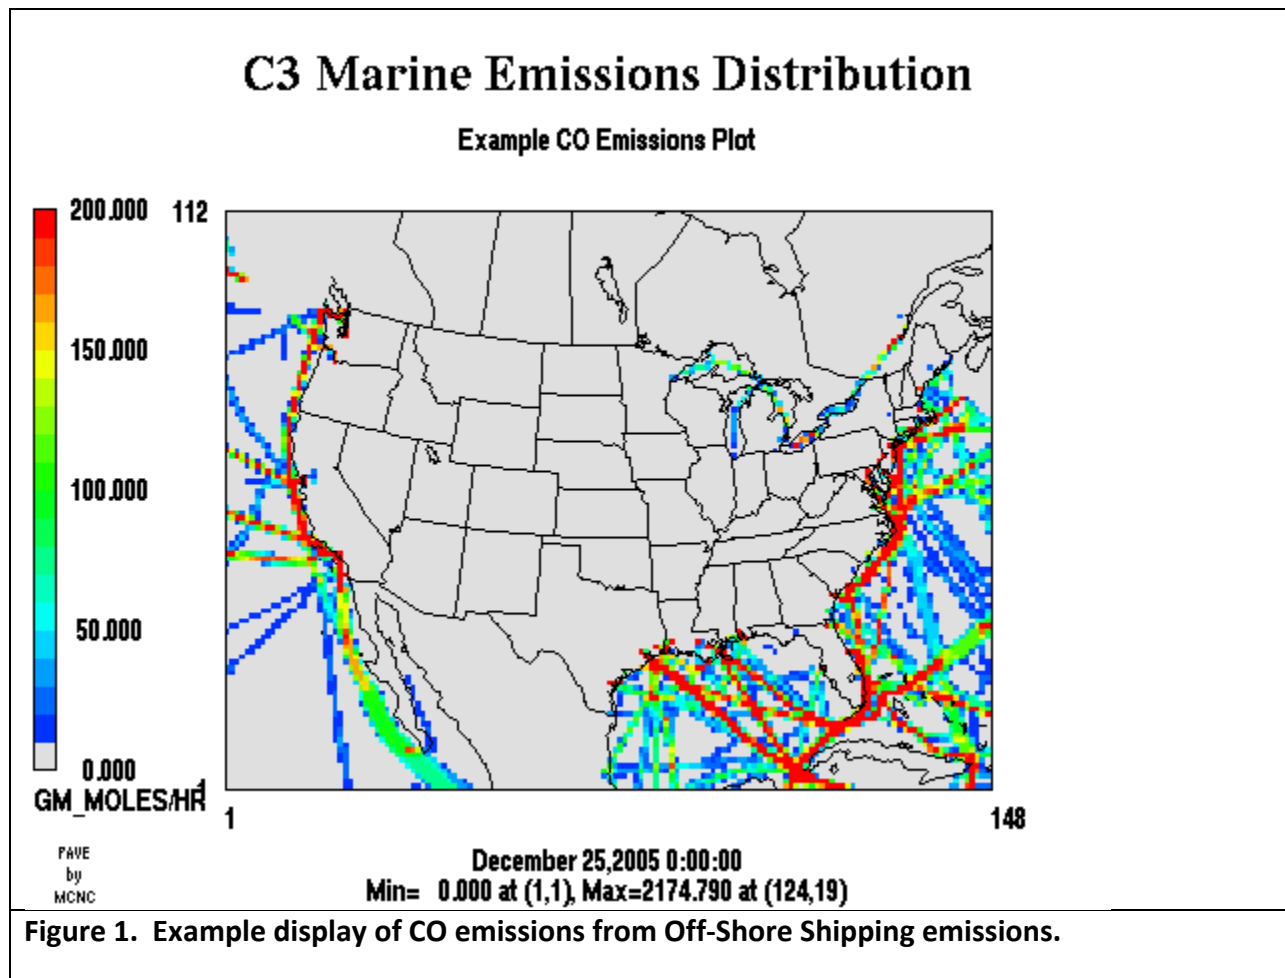 C3 Marine Emissions Distribution
Example CO Emissions Plot
200.000
112
150.000
100.000
50.000
0.000
1
GM_MOLES/HR
1
148
PAVE
by
MCNC
December 25,2005 0:00:00
Min= 0.000 at (1,1), Max=2174.790 at (124,19)
Figure 1. Example display of CO emissions from Off-Shore Shipping emissions.